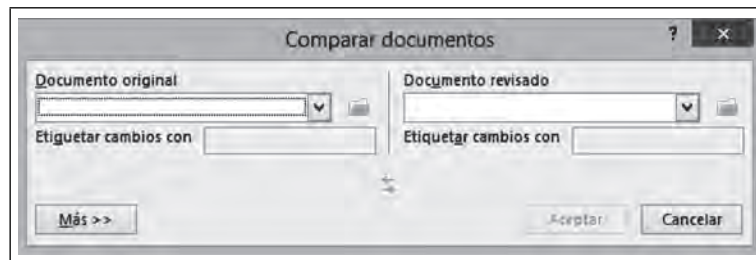 Comparar documentos ? ×
Documento original
Documento revisado
Etiquetar cambios con
Etiquetar cambios con
Más >>
Aceptar
Cancelar